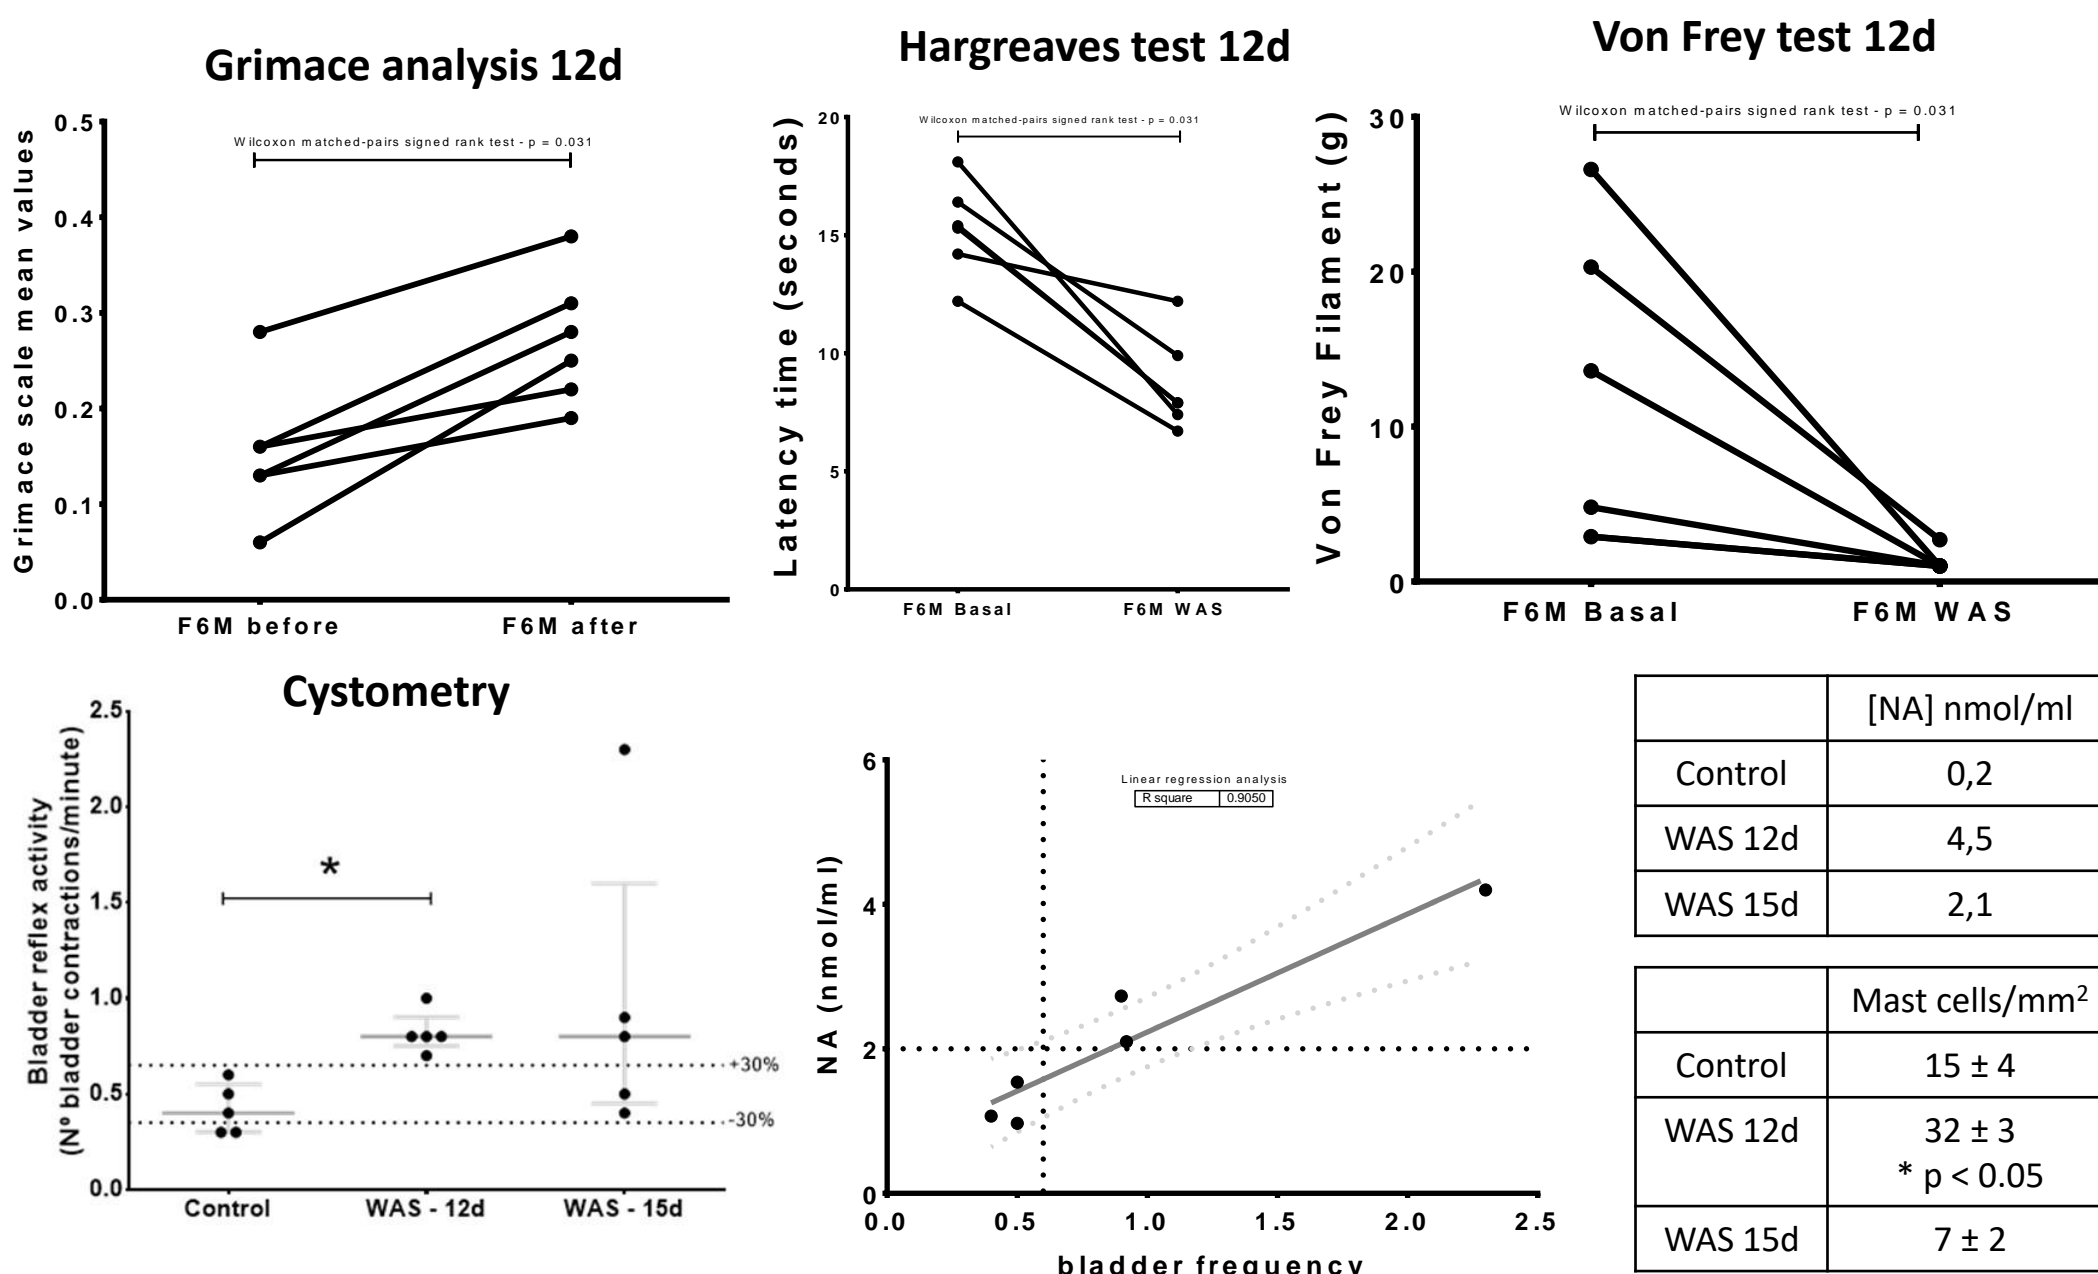 Grimace analysis 12d
Wilcoxon matched-pairs signed rank test - p = 0.031
Grimace scale mean values
0.5
0.4
0.3
0.2
0.1
0.0
F6M before
F6M after
Hargreaves test 12d
Wilcoxon matched-pairs signed rank test - p = 0.031
Latency time (seconds)
20
15
10
5
0
F6M Basal
F6M WAS
Von Frey test 12d
Wilcoxon matched-pairs signed rank test - p = 0.031
Von Frey Filament (g)
30
20
10
0
F6M Basal
F6M WAS
Cystometry
Bladder reflex activity
(Nº bladder contractions/minute)
2.5
2.0
1.5
1.0
0.5
0.0
*
+30%
-30%
Control
WAS - 12d
WAS - 15d
Linear regression analysis
R square 0.9050
NA (nmol/ml)
6
4
2
0
0.0 0.5 1.0 1.5 2.0 2.5
bladder frequency
[NA] nmol/ml
Control 0,2
WAS 12d 4,5
WAS 15d 2,1
Mast cells/mm²
Control 15 ± 4
WAS 12d 32 ± 3
* p < 0.05
WAS 15d 7 ± 2